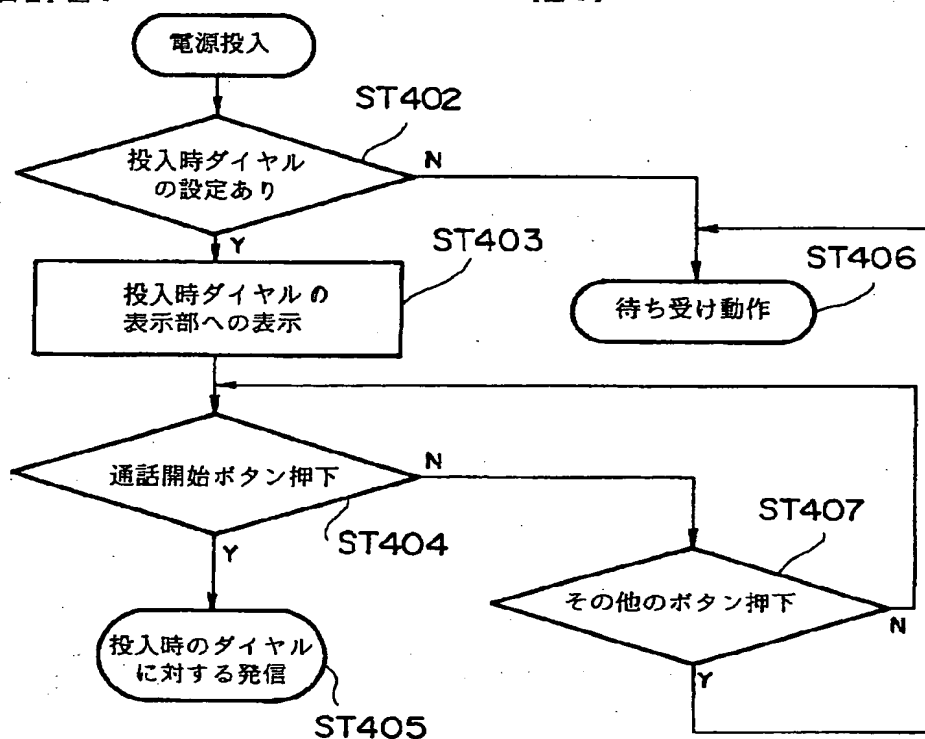 電源投入
ST402
投入時ダイヤル
の設定あり
N
Y
ST403
投入時ダイヤルの
表示部への表示
ST406
待ち受け動作
通話開始ボタン押下
N
Y
ST404
ST407
その他のボタン押下
N
Y
投入時のダイヤル
に対する発信
ST405